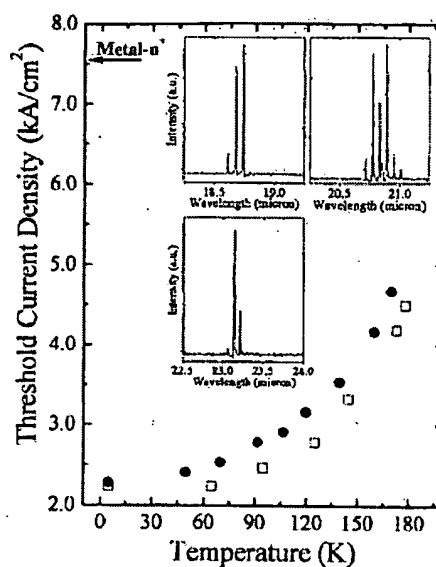 8.0
Metal-n⁺
7.0
6.0
5.0
4.0
3.0
2.0
Threshold Current Density (kA/cm²)
Intensity (a.u.)
18.5 19.0
Wavelength (micron)
20.5 21.0
Wavelength (micron)
Intensity (a.u.)
22.5 23.0 23.5 24.0
Wavelength (micron)
0 30 60 90 120 150 180
Temperature (K)